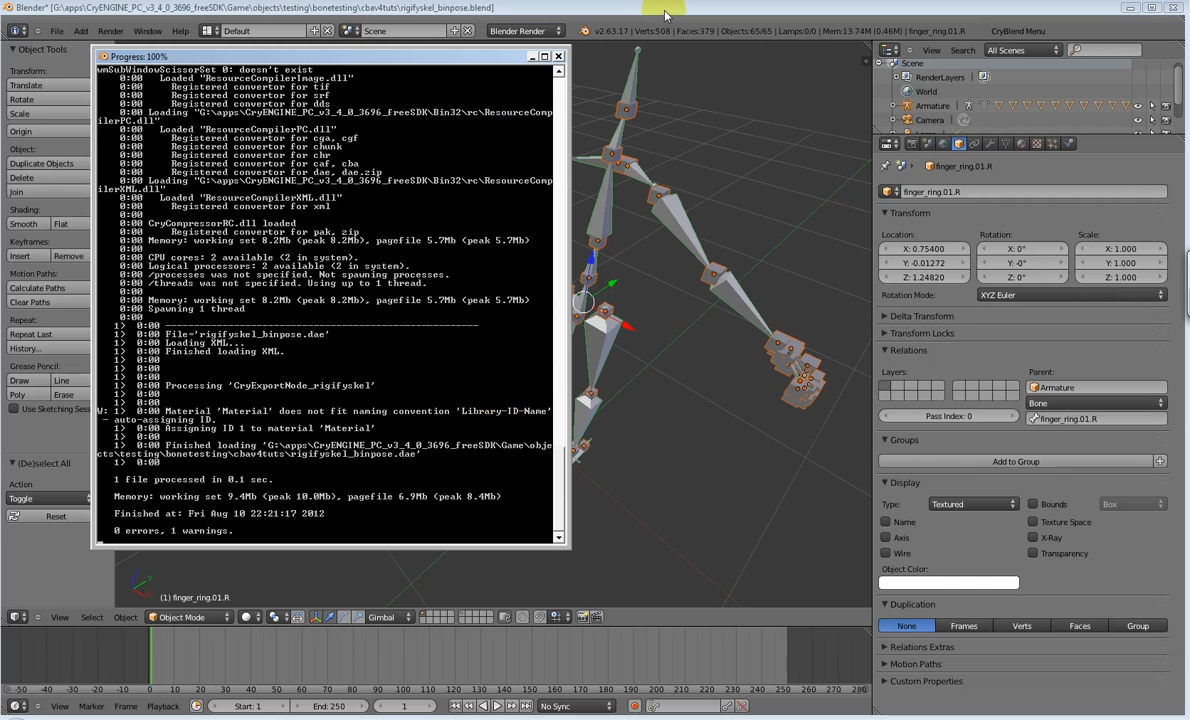 Blender* [G:\apps\CryENGINE_PC_v3_4_0_3696_freeSDK\Game\objects\testing\bonetesting\cbav4tuts\rigifyskel_binpose.blend]
File Add Render Window Help Default Scene Blender Render v2.63.17 | Verts:508 | Faces:379 | Objects:65/65 | Lamps:0/0 | Mem:13.74M (0.46M) | finger_ring.01.R CryBlend Menu
Object Tools
Transform:
Translate
Rotate
Scale
Origin
Object:
Duplicate Objects
Delete
Join
Shading:
Smooth Flat
Keyframes:
Insert Remove
Motion Paths:
Calculate Paths
Clear Paths
Repeat:
Repeat Last
History...
Grease Pencil:
Draw Line
Poly Erase
Use Sketching Sess
(De)select All
Action
Toggle
Reset
Progress: 100%
wmSubWindowScissorSet 0: doesn't exist
0:00 Loaded "ResourceCompilerImage.dll"
0:00 Registered convertor for tif
0:00 Registered convertor for srf
0:00 Registered convertor for dds
0:00 Loading "G:\apps\CryENGINE_PC_v3_4_0_3696_freeSDK\Bin32\rc\ResourceComp
ilerPC.dll"
0:00 Loaded "ResourceCompilerPC.dll"
0:00 Registered convertor for cga, cgf
0:00 Registered convertor for chunk
0:00 Registered convertor for chr
0:00 Registered convertor for caf, cba
0:00 Registered convertor for dae, dae.zip
0:00 Loading "G:\apps\CryENGINE_PC_v3_4_0_3696_freeSDK\Bin32\rc\ResourceComp
ilerXML.dll"
0:00 Loaded "ResourceCompilerXML.dll"
0:00 Registered convertor for xml
0:00
0:00 CryCompressorRC.dll loaded
0:00 Registered convertor for pak, zip
0:00 Memory: working set 8.2Mb (peak 8.2Mb), pagefile 5.7Mb (peak 5.7Mb)
0:00
0:00 CPU cores: 2 available (2 in system).
0:00 Logical processors: 2 available (2 in system).
0:00 /processes was not specified. Not spawning processes.
0:00 /threads was not specified. Using up to 1 thread.
0:00
0:00 Memory: working set 8.2Mb (peak 8.2Mb), pagefile 5.7Mb (peak 5.7Mb)
0:00 Spawning 1 thread
0:00
1> 0:00 ------------------------------------------------------
1> 0:00 File='rigifyskel_binpose.dae'
1> 0:00 Loading XML...
1> 0:00 Finished loading XML.
1> 0:00
1> 0:00
1> 0:00
1> 0:00 Processing 'CryExportNode_rigifyskel'
1> 0:00
1> 0:00
W: 1> 0:00 Material 'Material' does not fit naming convention 'Library-ID-Name'
- auto-assigning ID.
1> 0:00 Assigning ID 1 to material 'Material'
1> 0:00
1> 0:00 Finished loading 'G:\apps\CryENGINE_PC_v3_4_0_3696_freeSDK\Game\obje
cts\testing\bonetesting\cbav4tuts\rigifyskel_binpose.dae'
1> 0:00
1 file processed in 0.1 sec.
Memory: working set 9.4Mb (peak 10.0Mb), pagefile 6.9Mb (peak 8.4Mb)
Finished at: Fri Aug 10 22:21:17 2012
0 errors, 1 warnings.
(1) finger_ring.01.R
View Select Object Object Mode Gimbal
View Search All Scenes
Scene
RenderLayers
World
Armature
Camera
finger_ring.01.R
finger_ring.01.R
Transform
Location: Rotation: Scale:
X: 0.75400 X: 0° X: 1.000
Y: -0.01272 Y: -0° Y: 1.000
Z: 1.24820 Z: 0° Z: 1.000
Rotation Mode: XYZ Euler
Delta Transform
Transform Locks
Relations
Layers: Parent:
Armature
Bone
Pass Index: 0 finger_ring.01.R
Groups
Add to Group
Display
Type: Textured Bounds Box
Name Texture Space
Axis X-Ray
Wire Transparency
Object Color:
Duplication
None Frames Verts Faces Group
Relations Extras
Motion Paths
Custom Properties
-50 -40 -30 -20 -10 0 10 20 30 40 50 60 70 80 90 100 110 120 130 140 150 160 170 180 190 200 210 220 230 240 250 260 270 280
View Marker Frame Playback Start: 1 End: 250 1 No Sync